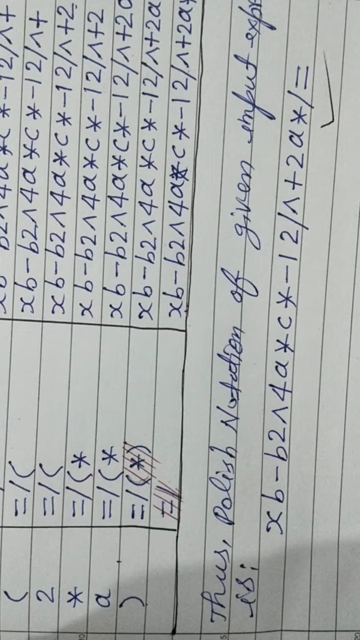 ( =/( xb-b2^4a*c*-12/^+
2 =/( xb-b2^4a*c*-12/^+2
* =/(* xb-b2^4a*c*-12/^+2
a =/(* xb-b2^4a*c*-12/^+2a
) =/(*) xb-b2^4a*c*-12/^+2a
xb-b2^4a*c*-12/^+2a*
Thus, Polish Notation of given input
is:
xb-b2^4a*c*-12/^+2a*/=